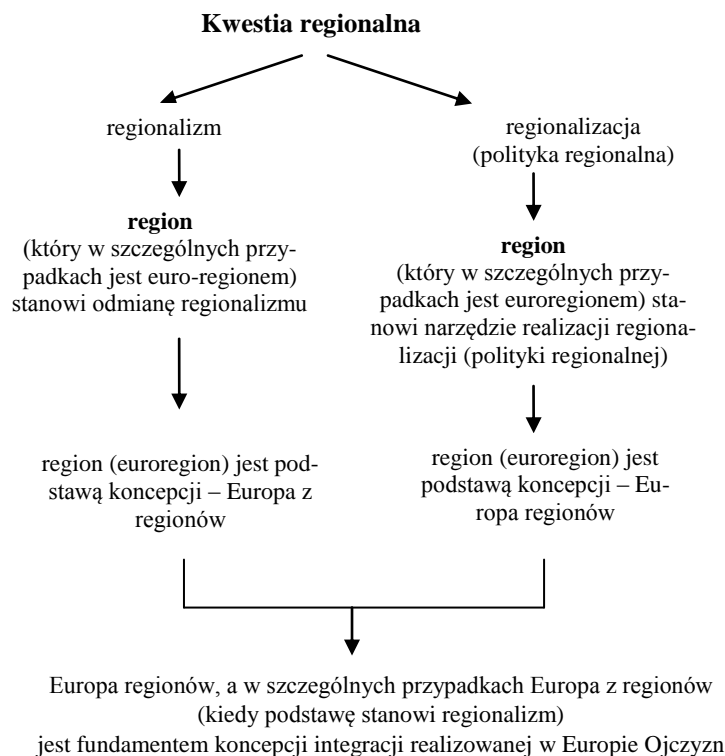 Kwestia regionalna
regionalizm
regionalizacja
(polityka regionalna)
region
(który w szczególnych przy-
padkach jest euro-regionem)
stanowi odmianę regionalizmu
region
(który w szczególnych przy-
padkach jest euroregionem) sta-
nowi narzędzie realizacji regiona-
lizacji (polityki regionalnej)
region (euroregion) jest pod-
stawą koncepcji – Europa z
regionów
region (euroregion) jest
podstawą koncepcji – Eu-
ropa regionów
Europa regionów, a w szczególnych przypadkach Europa z regionów
(kiedy podstawę stanowi regionalizm)
jest fundamentem koncepcji integracji realizowanej w Europie Ojczyzn